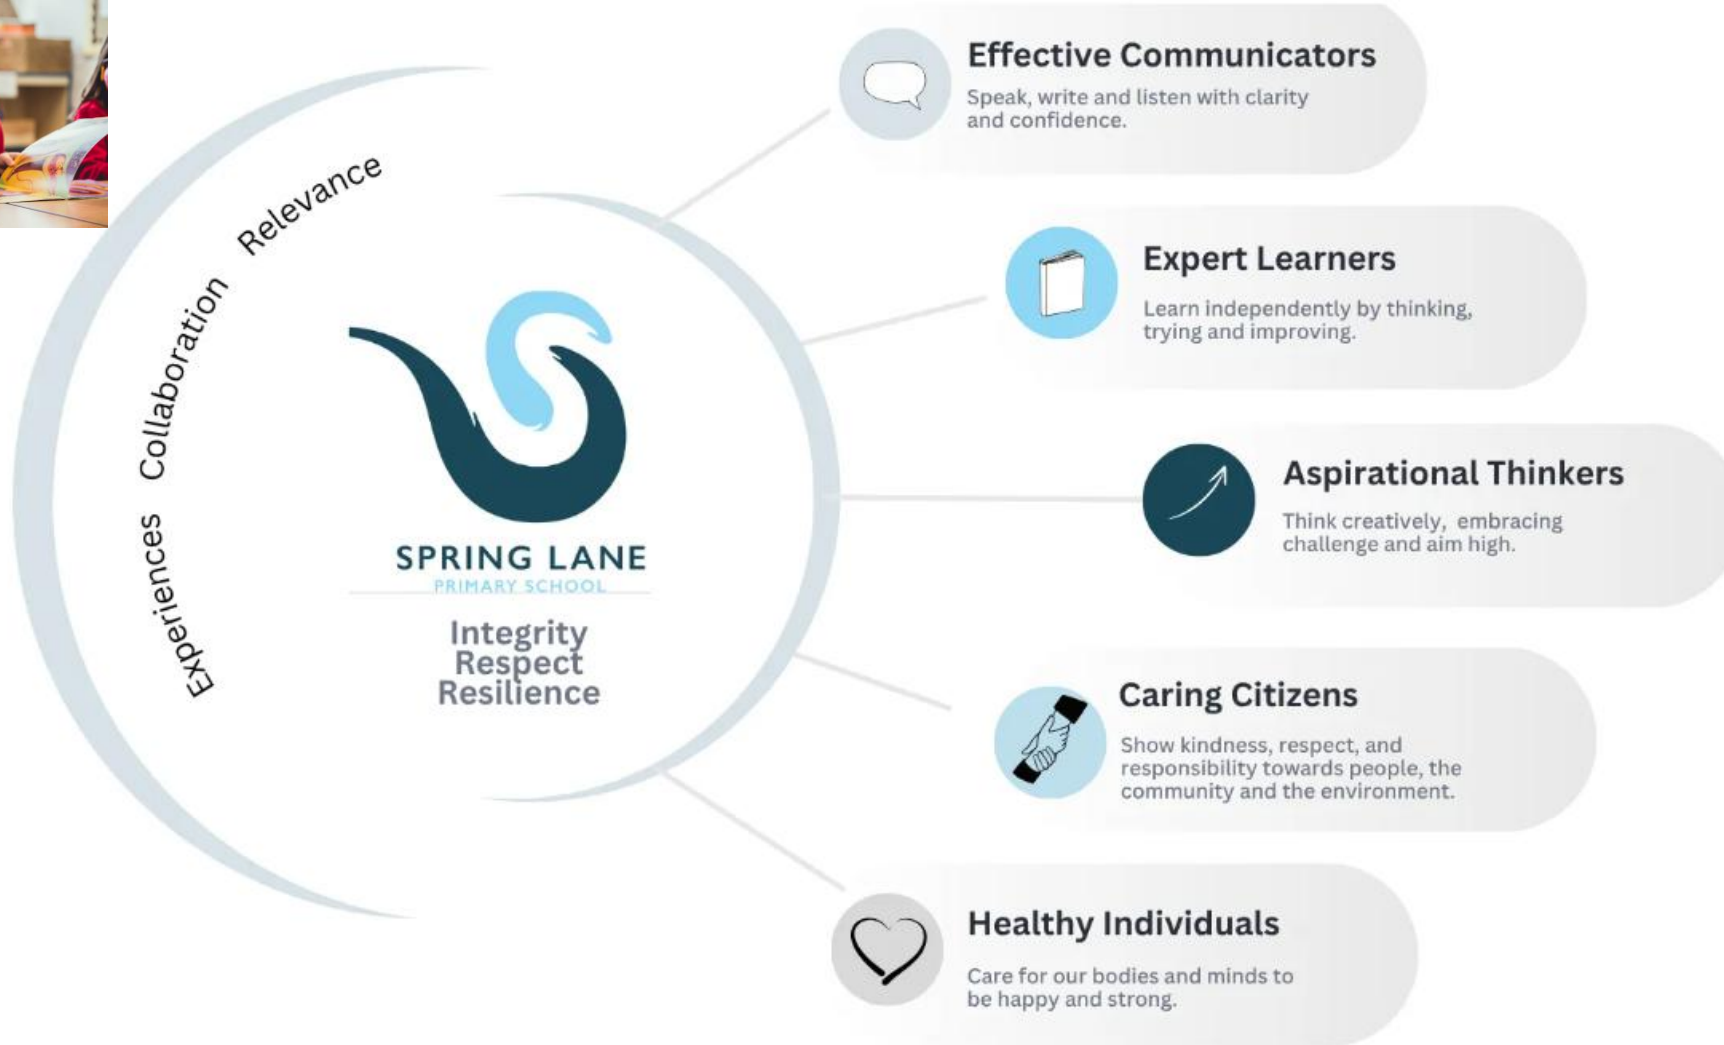 Relevance
Collaboration
Experiences
SPRING LANE
PRIMARY SCHOOL
Integrity
Respect
Resilience
Effective Communicators
Speak, write and listen with clarity
and confidence.
Expert Learners
Learn independently by thinking,
trying and improving.
Aspirational Thinkers
Think creatively,  embracing
challenge and aim high.
Caring Citizens
Show kindness, respect, and
responsibility towards people, the
community and the environment.
Healthy Individuals
Care for our bodies and minds to
be happy and strong.